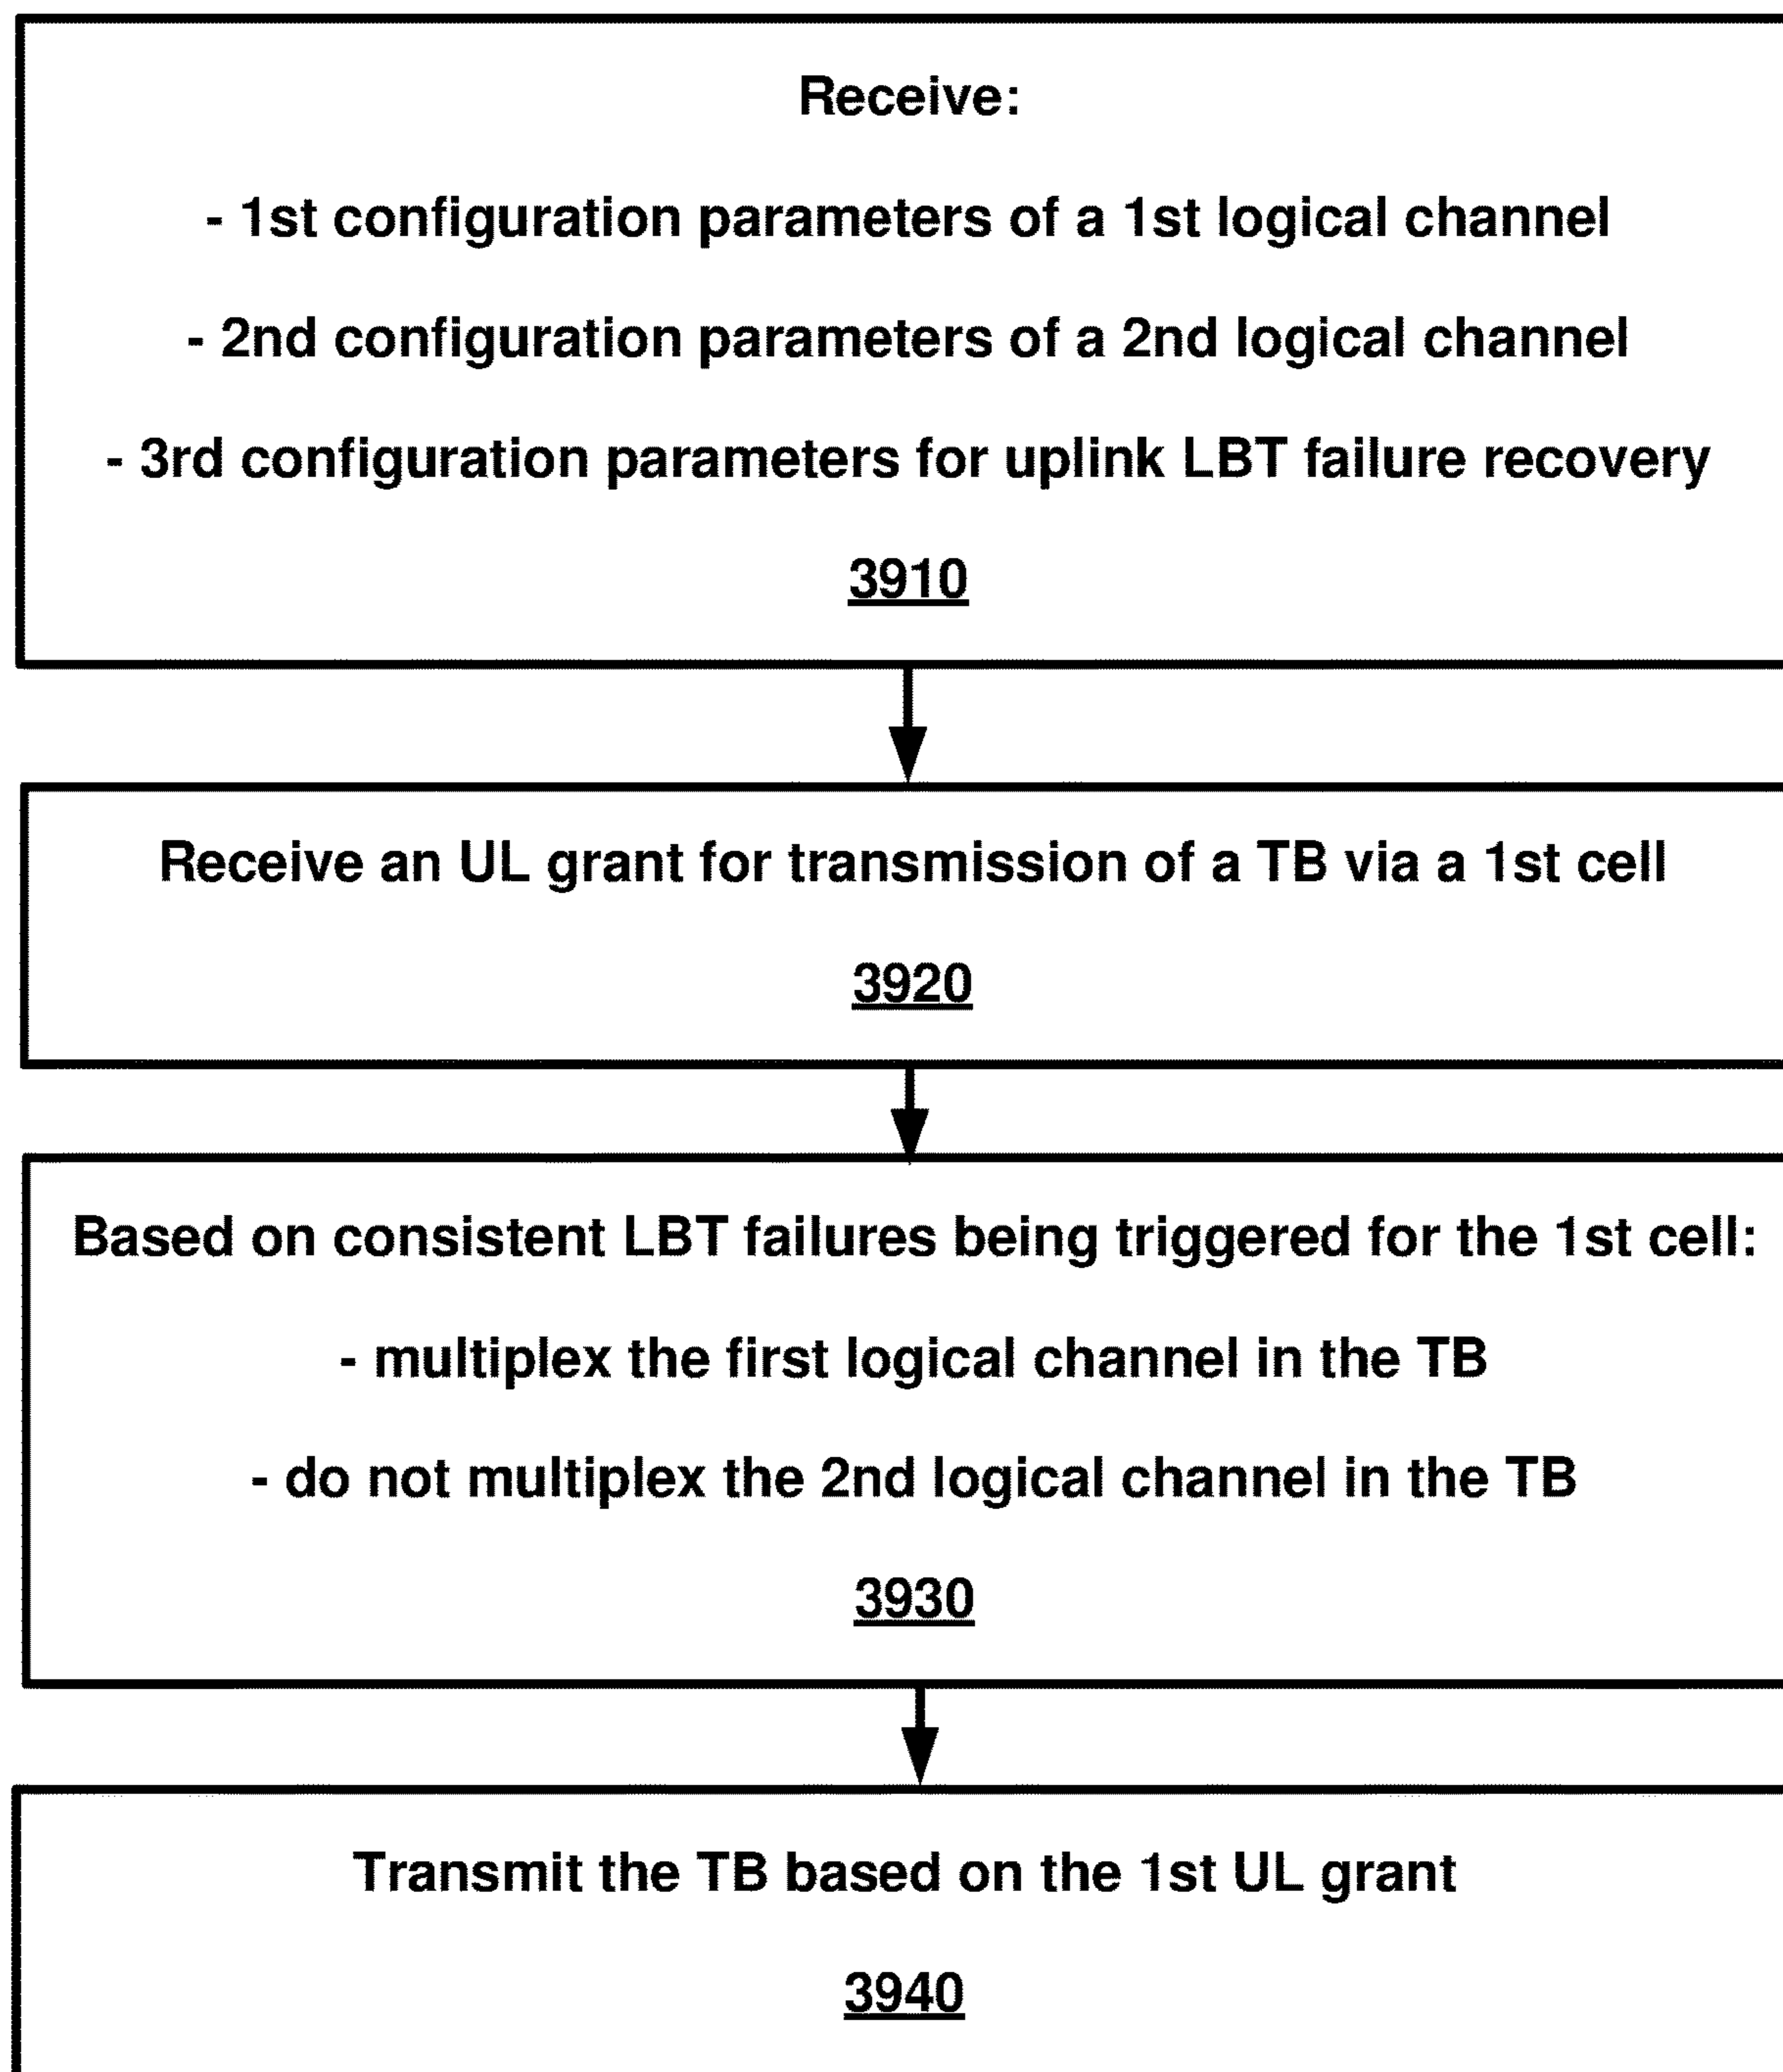 Receive:
- 1st configuration parameters of a 1st logical channel
- 2nd configuration parameters of a 2nd logical channel
- 3rd configuration parameters for uplink LBT failure recovery
3910
Receive an UL grant for transmission of a TB via a 1st cell
3920
Based on consistent LBT failures being triggered for the 1st cell:
- multiplex the first logical channel in the TB
- do not multiplex the 2nd logical channel in the TB
3930
Transmit the TB based on the 1st UL grant
3940